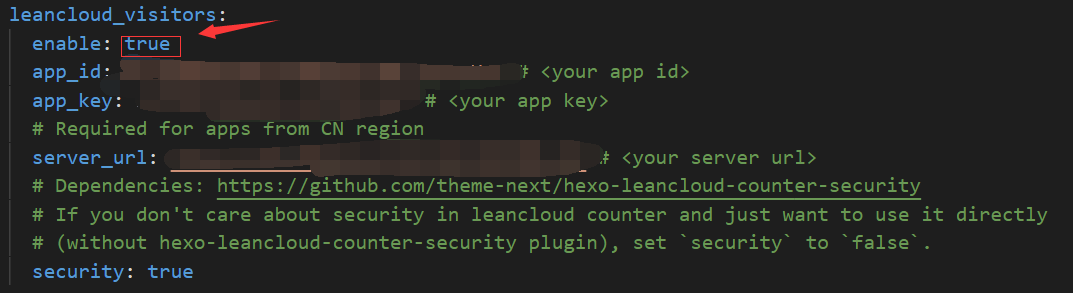 leancloud_visitors:
enable: true
app_id: # <your app id>
app_key: # <your app key>
# Required for apps from CN region
server_url: # <your server url>
# Dependencies: https://github.com/theme-next/hexo-leancloud-counter-security
# If you don't care about security in leancloud counter and just want to use it directly
# (without hexo-leancloud-counter-security plugin), set `security` to `false`.
security: true